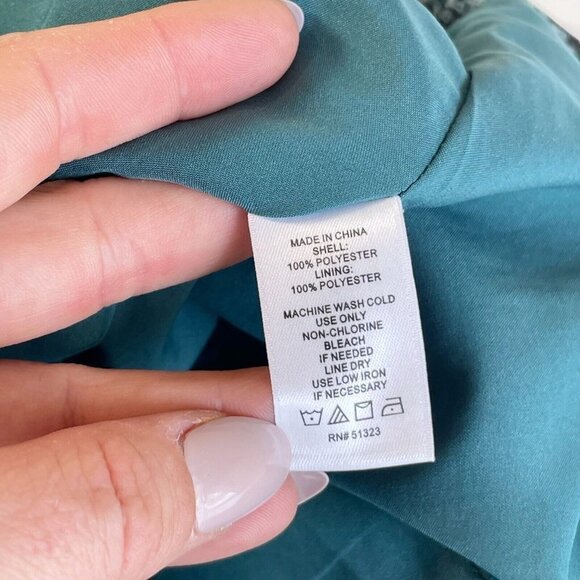 MADE IN CHINA
SHELL:
100% POLYESTER
LINING:
100% POLYESTER
MACHINE WASH COLD
USE ONLY
NON-CHLORINE
BLEACH
IF NEEDED
LINE DRY
USE LOW IRON
IF NECESSARY
RN# 51323